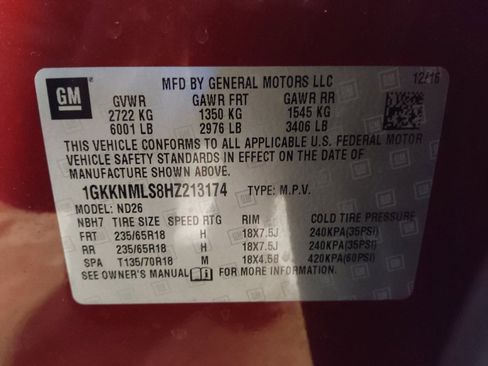 GM
MFD BY GENERAL MOTORS LLC 12/16
GVWR GAWR FRT GAWR RR
2722 KG 1350 KG 1545 KG
6001 LB 2976 LB 3406 LB
THIS VEHICLE CONFORMS TO ALL APPLICABLE U.S. FEDERAL MOTOR
VEHICLE SAFETY STANDARDS IN EFFECT ON THE DATE OF
MANUFACTURE SHOWN ABOVE.
1GKKNMLS8HZ213174 TYPE: M.P.V.
MODEL: ND26
NBH7 TIRE SIZE SPEED RTG RIM COLD TIRE PRESSURE
FRT 235/65R18 H 18X7.5J 240KPA(35PSI)
RR 235/65R18 H 18X7.5J 240KPA(35PSI)
SPA T135/70R18 M 18X4.5B 420KPA(60PSI)
SEE OWNER'S MANUAL FOR MORE INFORMATION